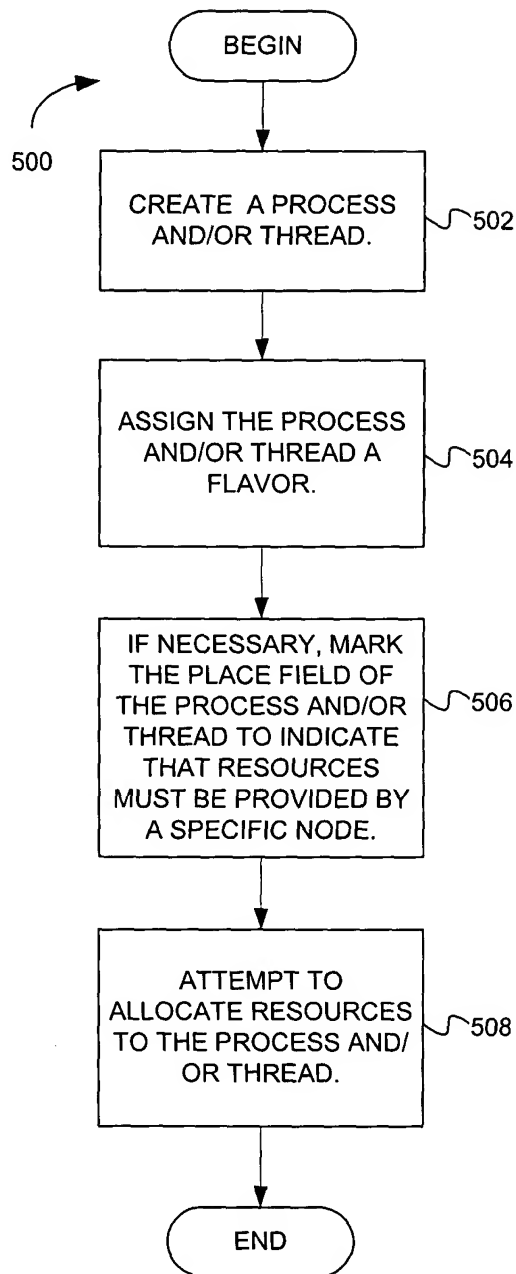 BEGIN
500
CREATE A PROCESS
AND/OR THREAD.
502
ASSIGN THE PROCESS
AND/OR THREAD A
FLAVOR.
504
IF NECESSARY, MARK
THE PLACE FIELD OF
THE PROCESS AND/OR
THREAD TO INDICATE
THAT RESOURCES
MUST BE PROVIDED BY
A SPECIFIC NODE.
506
ATTEMPT TO
ALLOCATE RESOURCES
TO THE PROCESS AND/
OR THREAD.
508
END